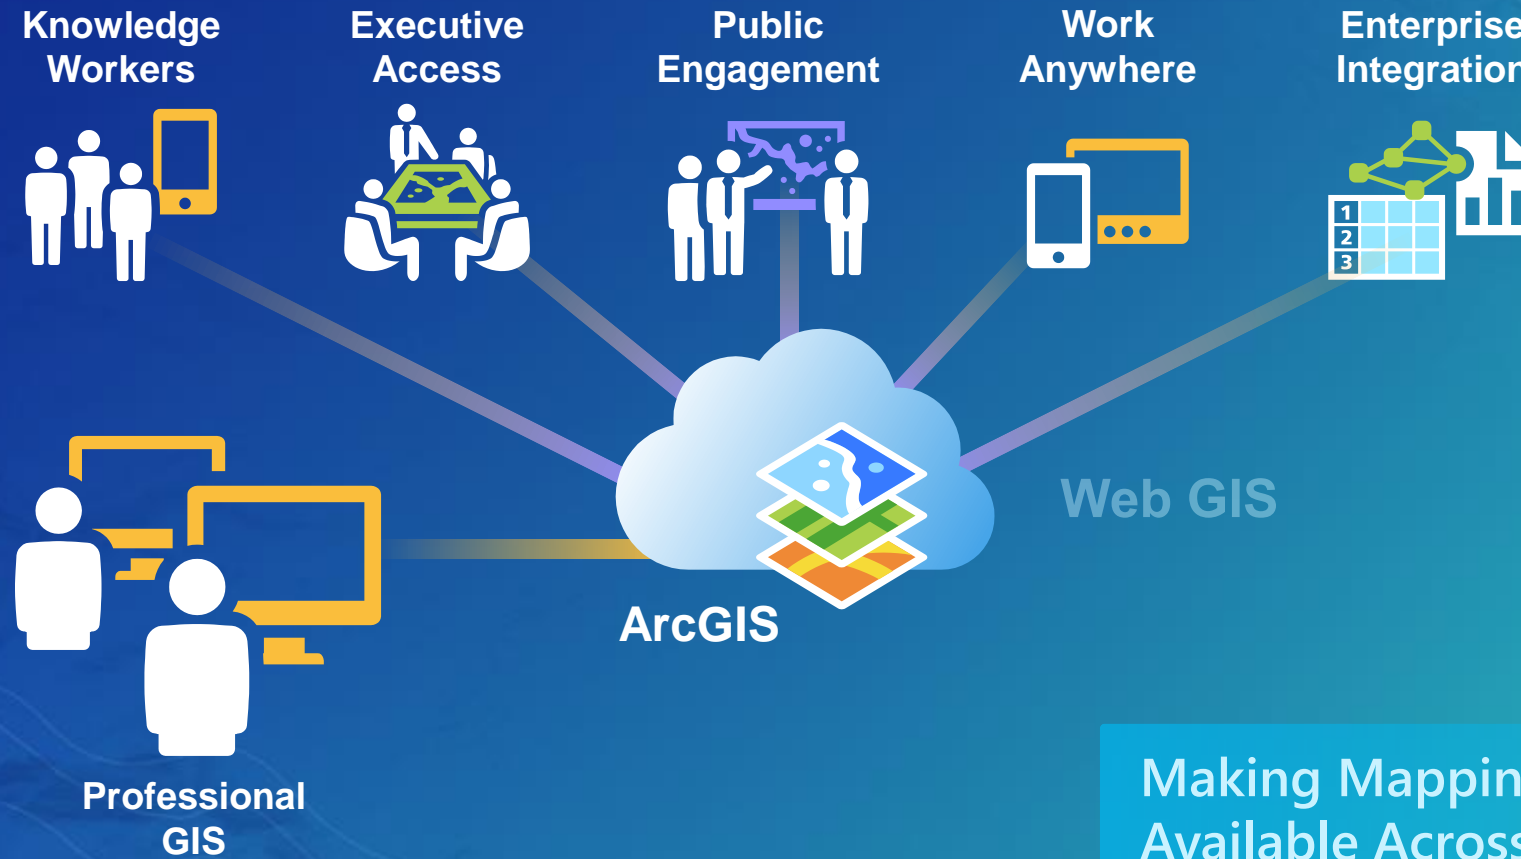 Knowledge
Workers
Executive
Access
Public
Engagement
Work
Anywhere
Enterprise
Integration
1
2
3
Web GIS
ArcGIS
Professional
GIS
Making Mappin
Available Across